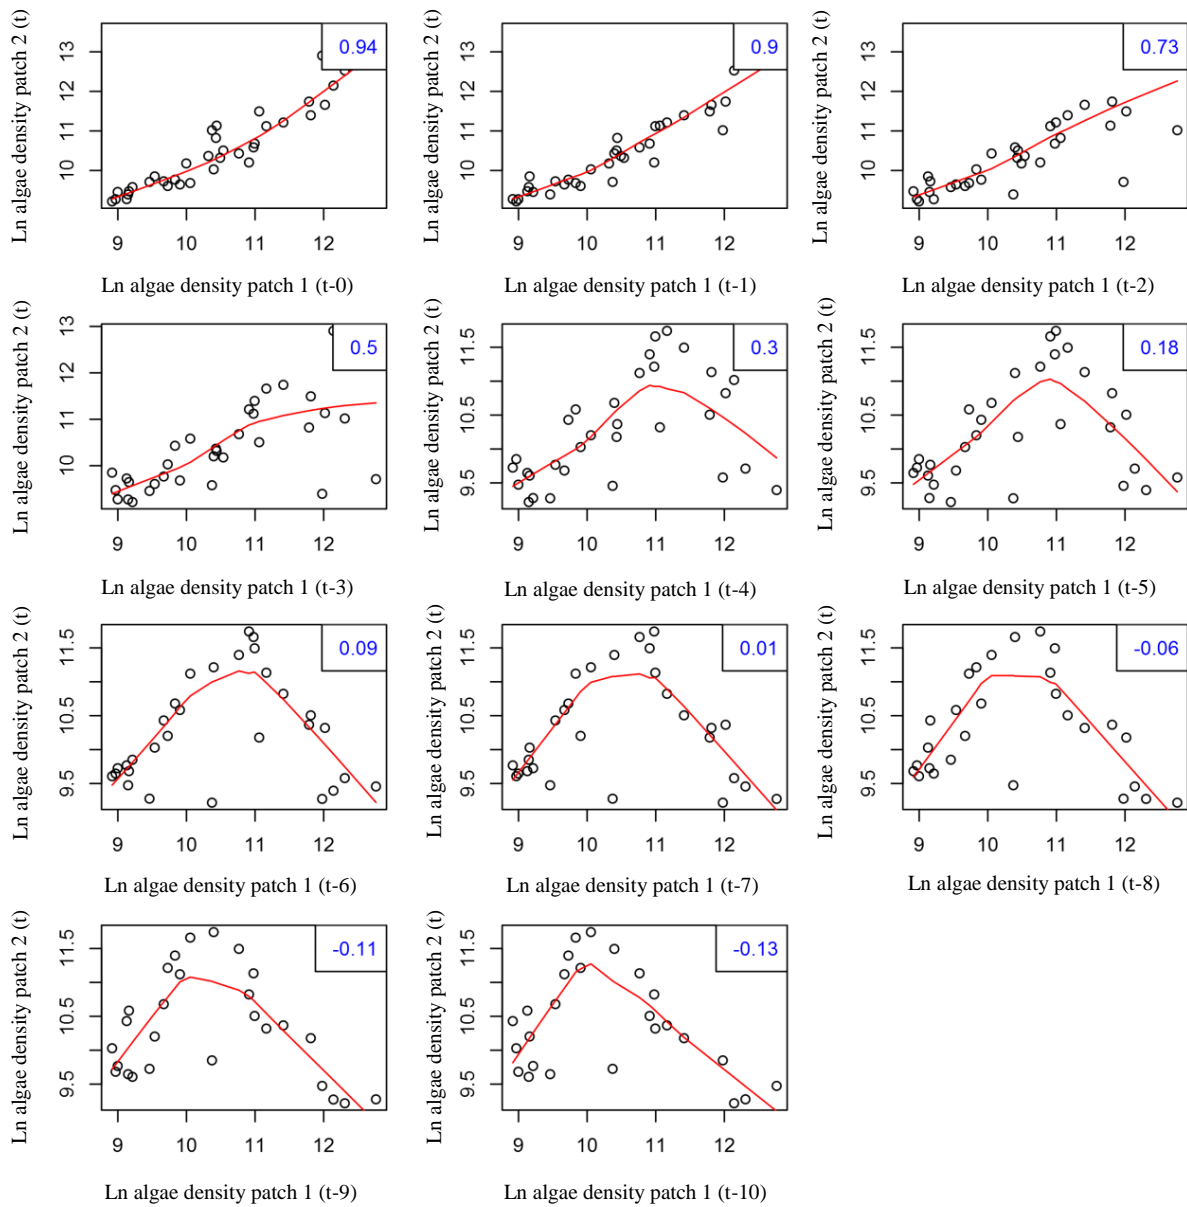 Ln algae density patch 2 (t)
13
12
11
10
0.94
9 10 11 12
Ln algae density patch 1 (t-0)
Ln algae density patch 2 (t)
13
12
11
10
0.9
9 10 11 12
Ln algae density patch 1 (t-1)
Ln algae density patch 2 (t)
13
12
11
10
0.73
9 10 11 12
Ln algae density patch 1 (t-2)
Ln algae density patch 2 (t)
13
12
11
10
0.5
9 10 11 12
Ln algae density patch 1 (t-3)
Ln algae density patch 2 (t)
11.5
10.5
9.5
0.3
9 10 11 12
Ln algae density patch 1 (t-4)
Ln algae density patch 2 (t)
11.5
10.5
9.5
0.18
9 10 11 12
Ln algae density patch 1 (t-5)
Ln algae density patch 2 (t)
11.5
10.5
9.5
0.09
9 10 11 12
Ln algae density patch 1 (t-6)
Ln algae density patch 2 (t)
11.5
10.5
9.5
0.01
9 10 11 12
Ln algae density patch 1 (t-7)
Ln algae density patch 2 (t)
11.5
10.5
9.5
-0.06
9 10 11 12
Ln algae density patch 1 (t-8)
Ln algae density patch 2 (t)
11.5
10.5
9.5
-0.11
9 10 11 12
Ln algae density patch 1 (t-9)
Ln algae density patch 2 (t)
11.5
10.5
9.5
-0.13
9 10 11 12
Ln algae density patch 1 (t-10)